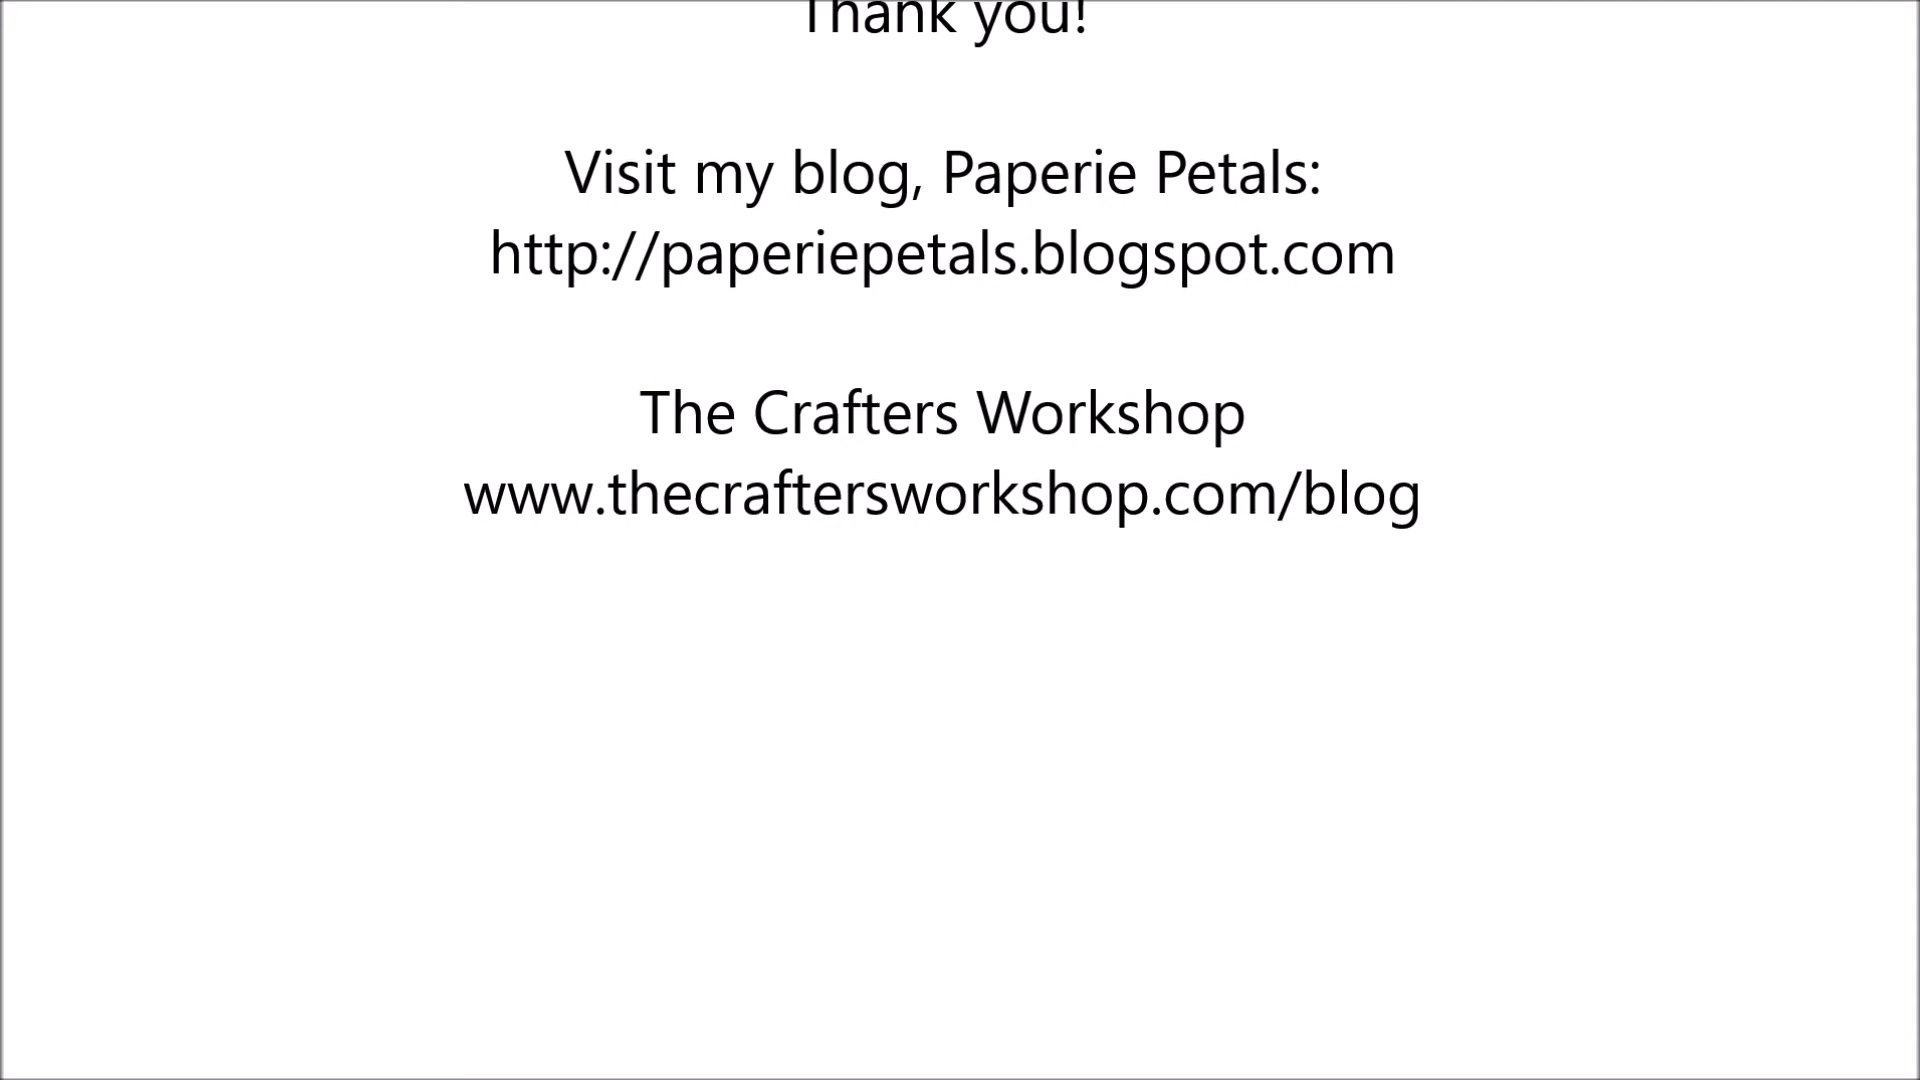 Thank you!
Visit my blog, Paperie Petals:
http://paperiepetals.blogspot.com
The Crafters Workshop
www.thecraftersworkshop.com/blog